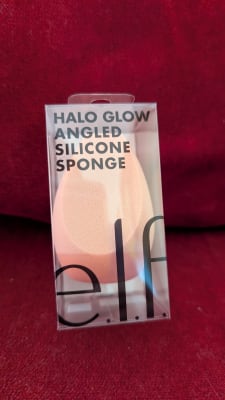 HALO GLOW
ANGLED
SILICONE
SPONGE
e.l.f.